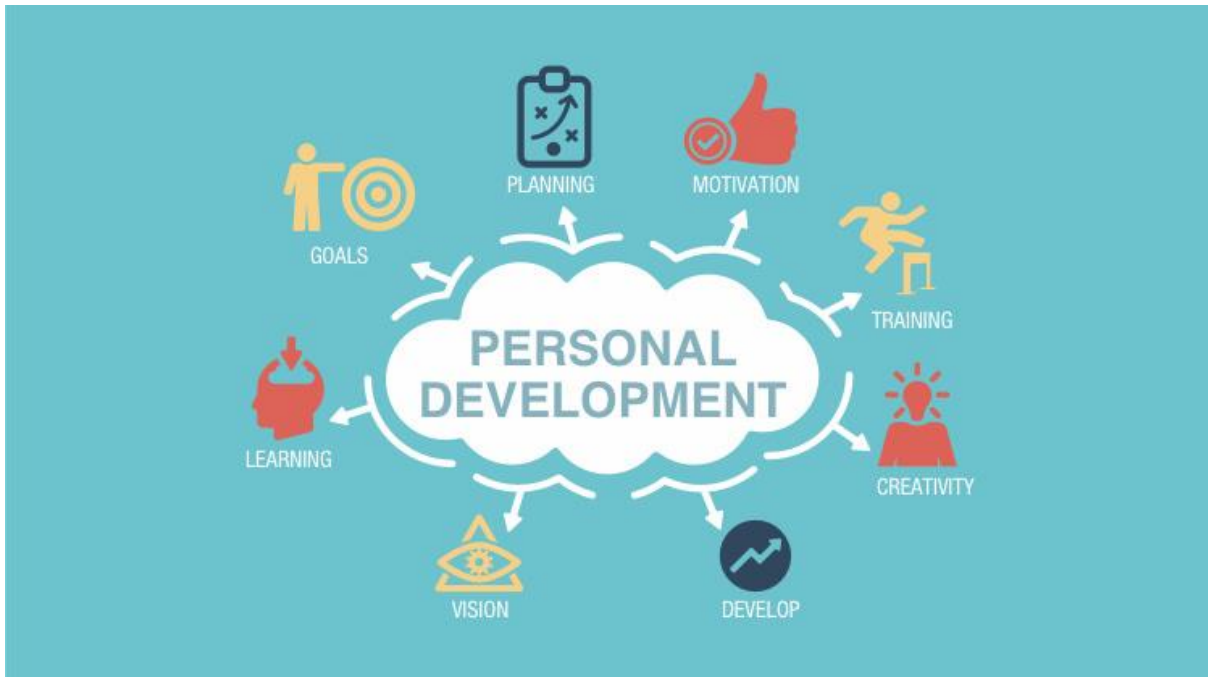 PLANNING
MOTIVATION
GOALS
TRAINING
PERSONAL
DEVELOPMENT
LEARNING
CREATIVITY
VISION
DEVELOP